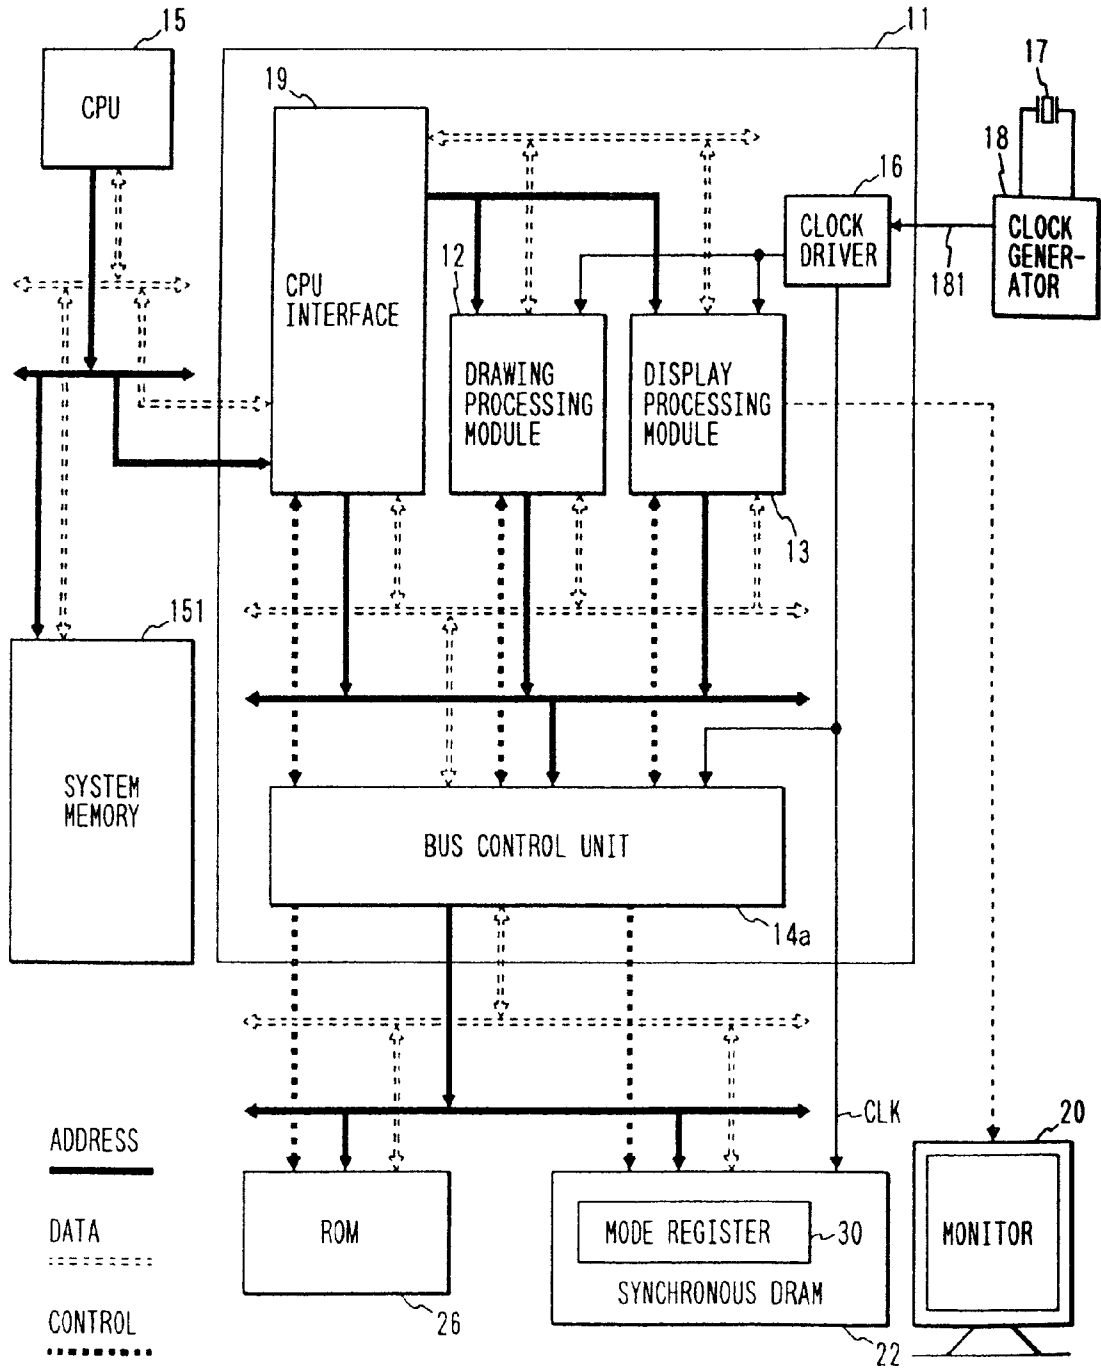 15
11
17
CPU
19
18
16
CLOCK
DRIVER
CLOCK
GENER-
ATOR
181
12
CPU
INTERFACE
DRAWING
PROCESSING
MODULE
DISPLAY
PROCESSING
MODULE
13
151
SYSTEM
MEMORY
BUS CONTROL UNIT
14a
CLK
20
ADDRESS
ROM
MODE REGISTER
30
MONITOR
DATA
SYNCHRONOUS DRAM
CONTROL
26
22